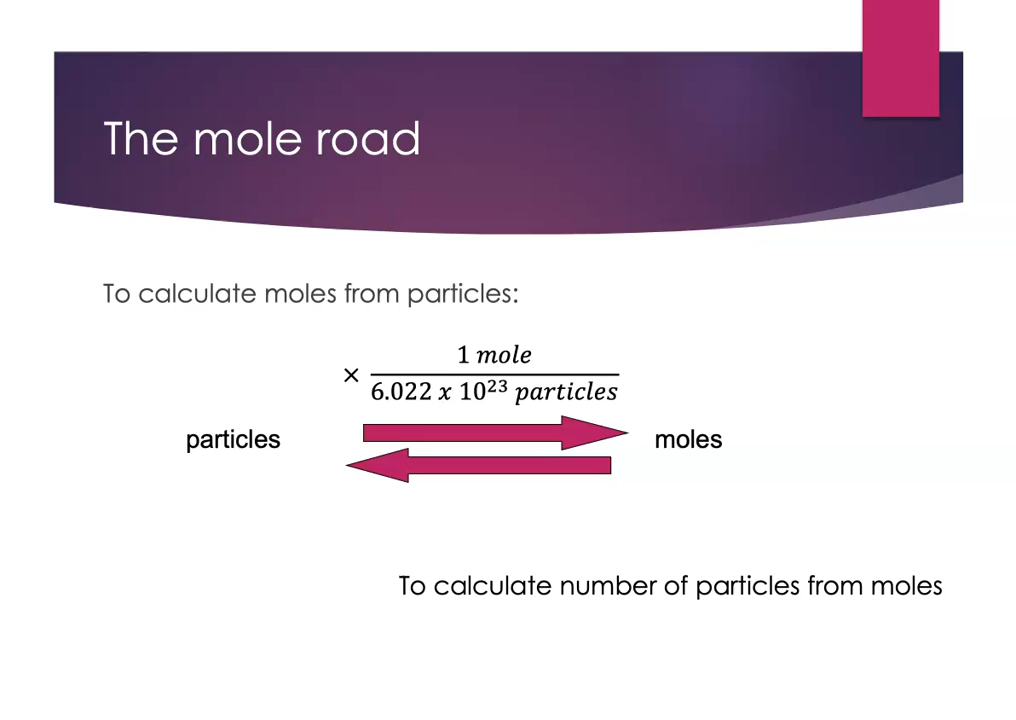 The mole road
To calculate moles from particles:
× 1 mole / 6.022 x 10²³ particles
particles
moles
To calculate number of particles from moles